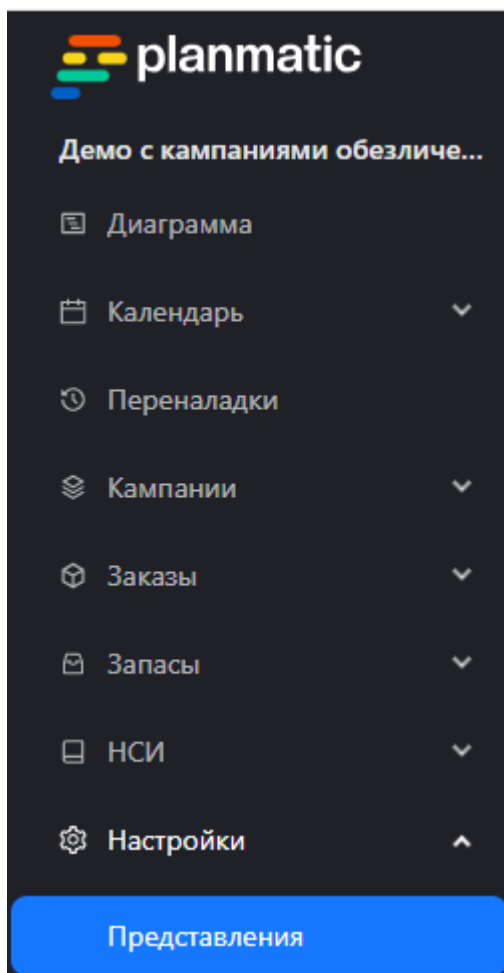 planmatic
Демо с кампаниями обезличе...
Диаграмма
Календарь
Переналадки
Кампании
Заказы
Запасы
НСИ
Настройки
Представления